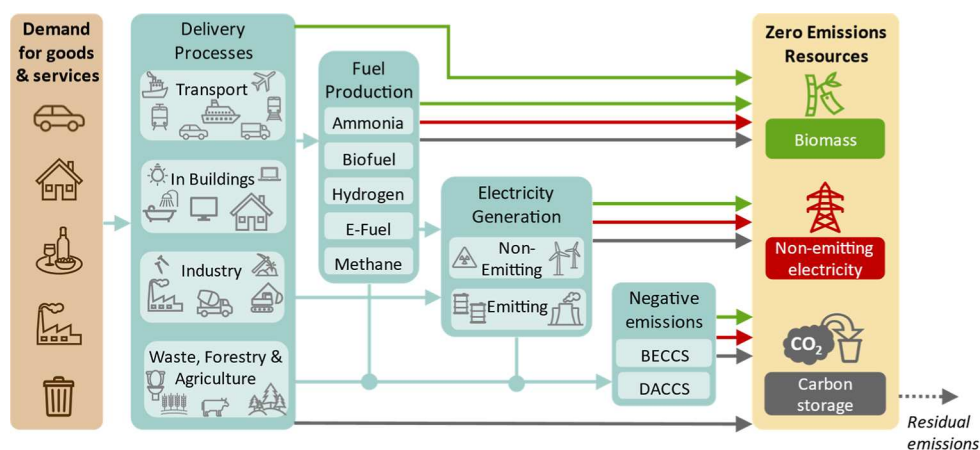 Demand
for goods
& services
Delivery
Processes
Transport
In Buildings
Industry
Waste, Forestry &
Agriculture
Fuel
Production
Ammonia
Biofuel
Hydrogen
E-Fuel
Methane
Electricity
Generation
Non-
Emitting
Emitting
Negative
emissions
BECCS
DACCS
Zero Emissions
Resources
Biomass
Non-emitting
electricity
CO₂
Carbon
storage
Residual
emissions